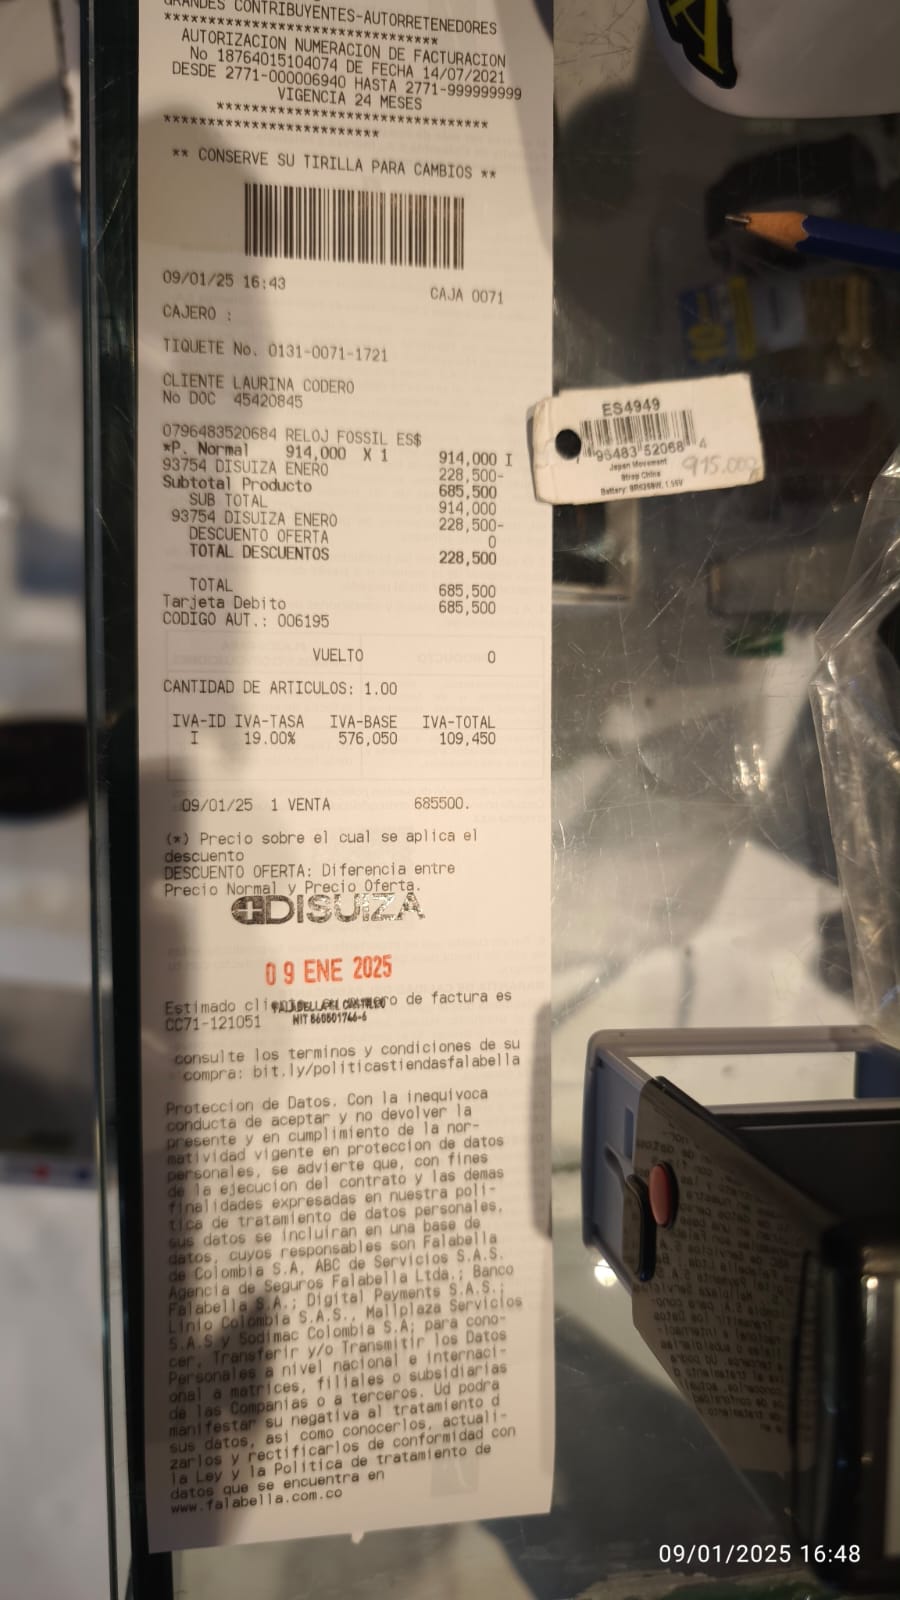 GRANDES CONTRIBUYENTES-AUTORRETENEDORES
*********************************
AUTORIZACION NUMERACION DE FACTURACION
No 18764015104074 DE FECHA 14/07/2021
DESDE 2771-000006940 HASTA 2771-999999999
VIGENCIA 24 MESES
*********************************
**************************
** CONSERVE SU TIRILLA PARA CAMBIOS **
09/01/25 16:43
CAJA 0071
CAJERO :
TIQUETE No. 0131-0071-1721
CLIENTE LAURINA CODERO
No DOC 45420845
0796483520684 RELOJ FOSSIL ES$
*P. Normal 914,000 X 1 914,000 I
93754 DISUIZA ENERO 228,500-
Subtotal Producto 685,500
SUB TOTAL 914,000
93754 DISUIZA ENERO 228,500-
DESCUENTO OFERTA 0
TOTAL DESCUENTOS 228,500
TOTAL 685,500
Tarjeta Debito 685,500
CODIGO AUT.: 006195
VUELTO 0
CANTIDAD DE ARTICULOS: 1.00
IVA-ID IVA-TASA IVA-BASE IVA-TOTAL
I 19.00% 576,050 109,450
09/01/25 1 VENTA 685500.
(*) Precio sobre el cual se aplica el
descuento
DESCUENTO OFERTA: Diferencia entre
Precio Normal y Precio Oferta.
DISUIZA
09 ENE 2025
NIT 860801746-6
Estimado de factura es
CC71-121051
consulte los terminos y condiciones de su
compra: bit.ly/politicastiendasfalabella
Proteccion de Datos. Con la inequivoca
conducta de aceptar y no devolver la
presente y en cumplimiento de la nor-
matividad vigente en proteccion de datos
personales, se advierte que, con fines
de la ejecucion del contrato y las demas
finalidades expresadas en nuestra poli-
tica de tratamiento de datos personales,
sus datos se incluiran en una base de
datos, cuyos responsables son Falabella
de Colombia S.A. ABC de Servicios S.A.S.
Agencia de Seguros Falabella Ltda.; Banco
Falabella S.A.; Digital Payments S.A.S.;
Linio Colombia S.A.S., Mallplaza Servicios
S.A.S y Sodimac Colombia S.A; para cono-
cer, Transferir y/o Transmitir los Datos
Personales a nivel nacional e internaci-
onal a matrices, filiales o subsidiarias
de las Companias o a terceros. Ud podra
manifestar su negativa al tratamiento d
sus datos, asi como conocerlos, actuali-
zarlos y rectificarlos de conformidad con
la Ley y la Politica de tratamiento de
datos que se encuentra en
www.falabella.com.co
ES4949
7 96483 52068 4
Japan Movement
Strap China
915.000
09/01/2025 16:48